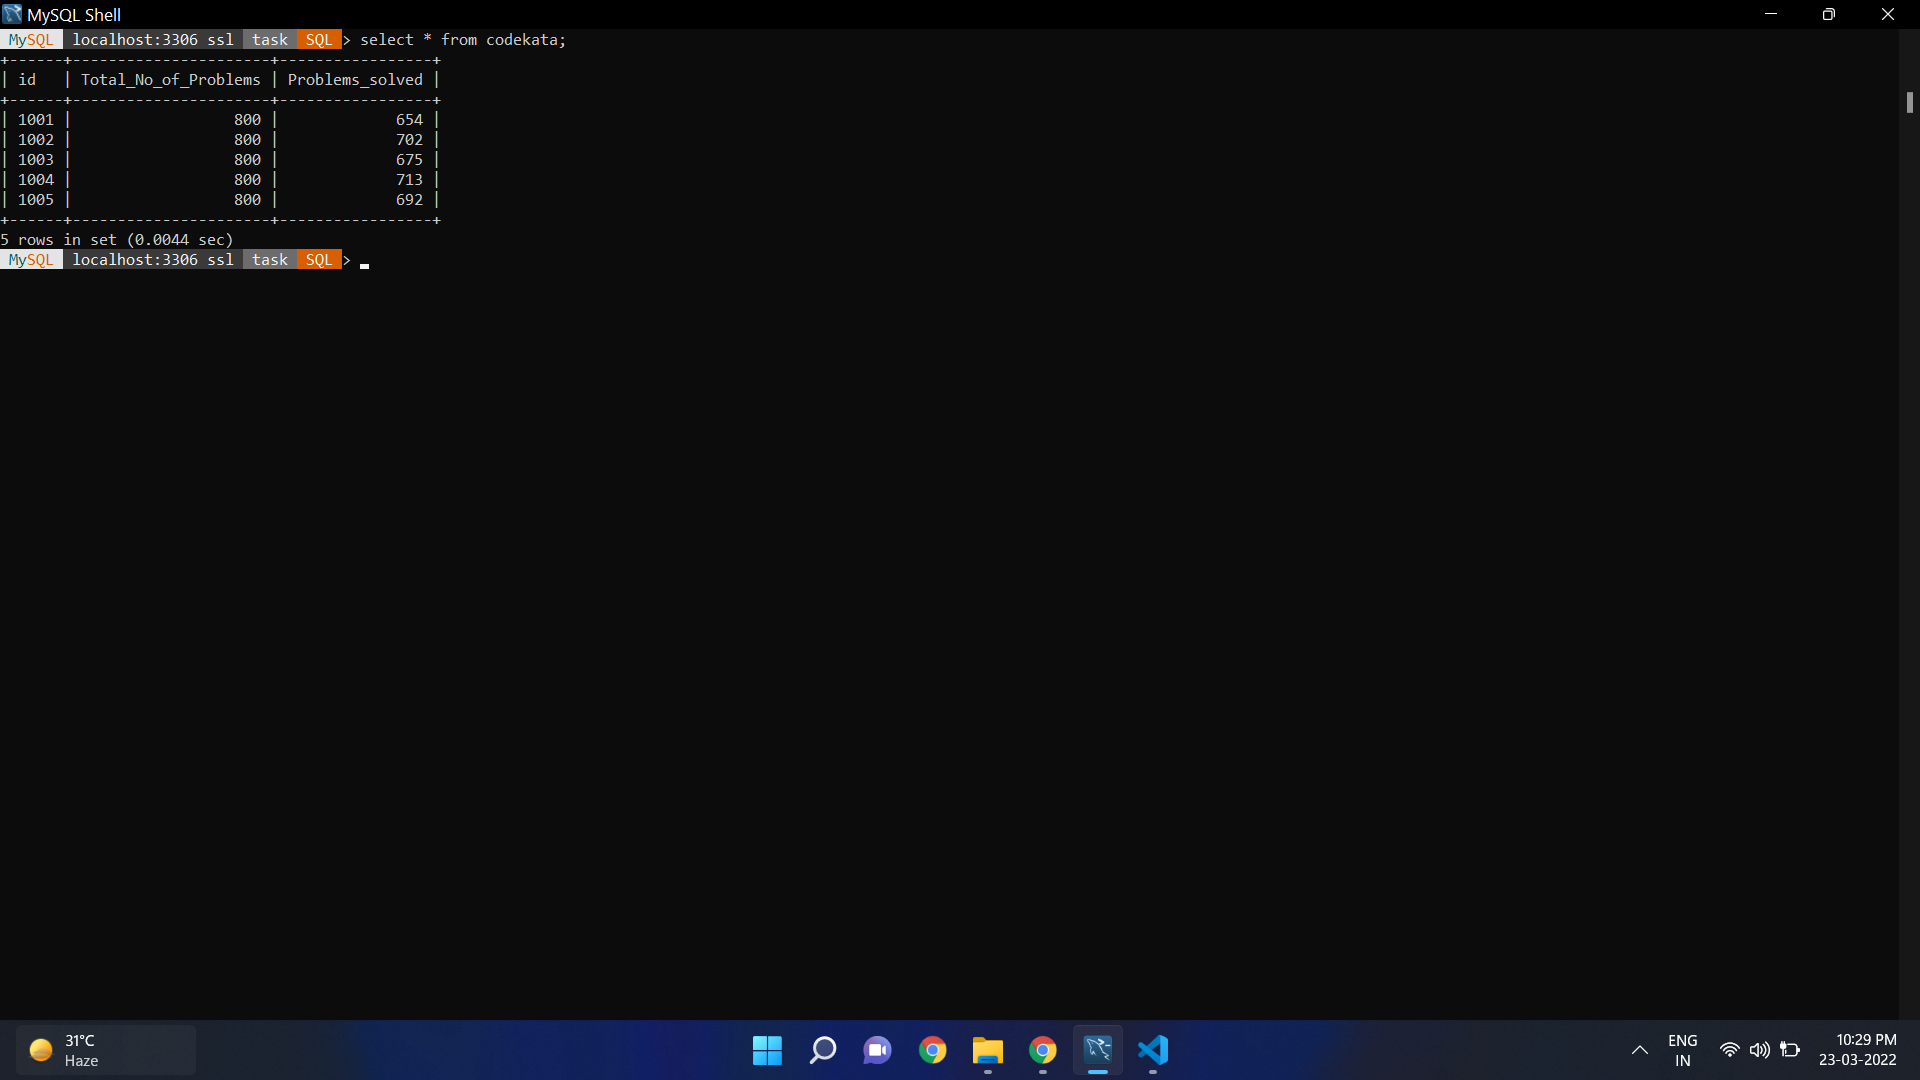 MySQL Shell
MySQL localhost:3306 ssl task SQL > select * from codekata;
+------+----------------------+-----------------+
| id   | Total_No_of_Problems | Problems_solved |
+------+----------------------+-----------------+
| 1001 |                  800 |             654 |
| 1002 |                  800 |             702 |
| 1003 |                  800 |             675 |
| 1004 |                  800 |             713 |
| 1005 |                  800 |             692 |
+------+----------------------+-----------------+
5 rows in set (0.0044 sec)
MySQL localhost:3306 ssl task SQL > _
31°C
Haze
ENG
IN
10:29 PM
23-03-2022